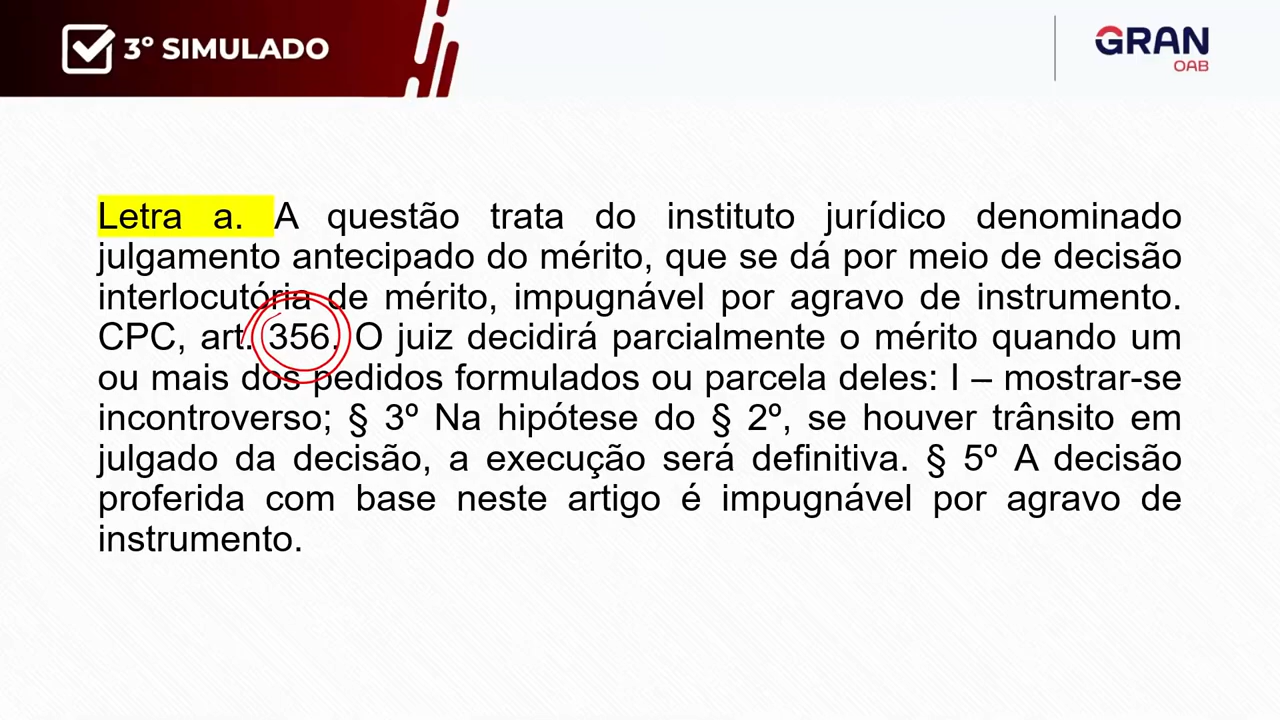 3º SIMULADO
GRAN
OAB
Letra a. A questão trata do instituto jurídico denominado
julgamento antecipado do mérito, que se dá por meio de decisão
interlocutória de mérito, impugnável por agravo de instrumento.
CPC, art. 356. O juiz decidirá parcialmente o mérito quando um
ou mais dos pedidos formulados ou parcela deles: I – mostrar-se
incontroverso; § 3º Na hipótese do § 2º, se houver trânsito em
julgado da decisão, a execução será definitiva. § 5º A decisão
proferida com base neste artigo é impugnável por agravo de
instrumento.